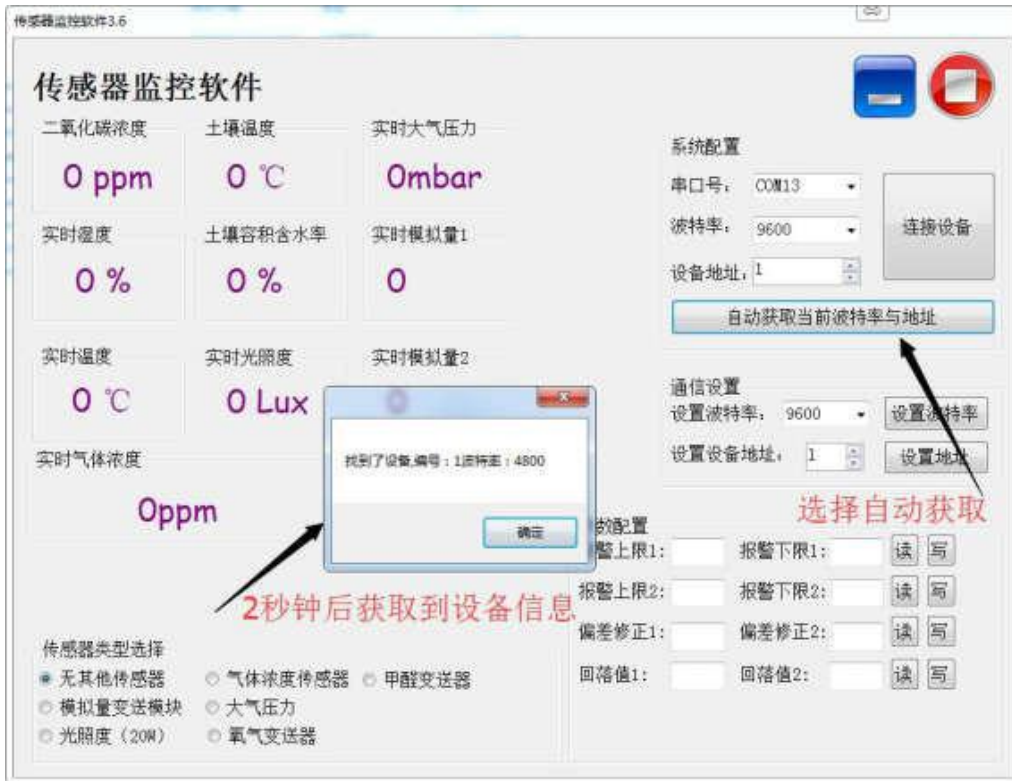 传感器监控软件3.6
传感器监控软件
二氧化碳浓度
0 ppm
土壤温度
0 ℃
实时大气压力
0mbar
实时湿度
0 %
土壤容积含水率
0 %
实时模拟量1
0
实时温度
0 ℃
实时光照度
0 Lux
实时模拟量2
0
实时气体浓度
0ppm
系统配置
串口号: COM13
波特率: 9600
连接设备
设备地址: 1
自动获取当前波特率与地址
通信设置
设置波特率: 9600 设置波特率
设置设备地址: 1 设置地址
选择自动获取
找到了设备,编号：1波特率：4800
确定
2秒钟后获取到设备信息
数配置
警上限1: 报警下限1: 读 写
报警上限2: 报警下限2: 读 写
偏差修正1: 偏差修正2: 读 写
回落值1: 回落值2: 读 写
传感器类型选择
无其他传感器 气体浓度传感器 甲醛变送器
模拟量变送模块 大气压力
光照度（20W） 氧气变送器